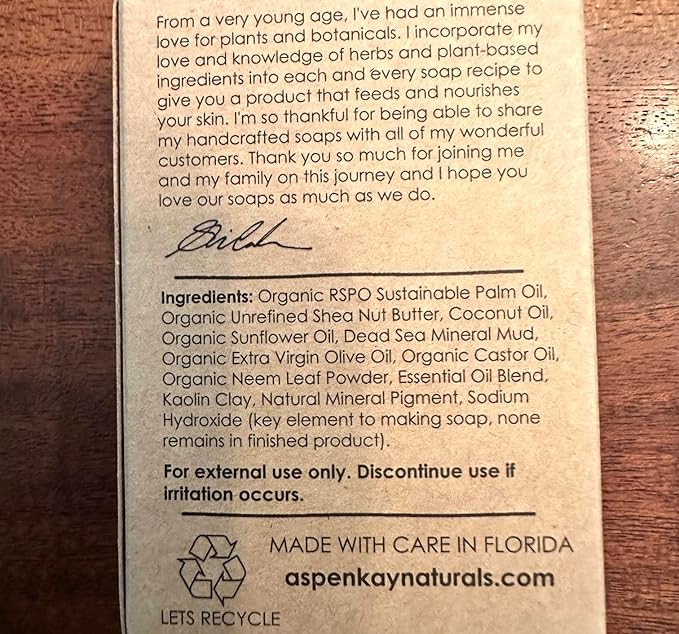 From a very young age, I've had an immense
love for plants and botanicals. I incorporate my
love and knowledge of herbs and plant-based
ingredients into each and every soap recipe to
give you a product that feeds and nourishes
your skin. I'm so thankful for being able to share
my handcrafted soaps with all of my wonderful
customers. Thank you so much for joining me
and my family on this journey and I hope you
love our soaps as much as we do.
Ingredients: Organic RSPO Sustainable Palm Oil,
Organic Unrefined Shea Nut Butter, Coconut Oil,
Organic Sunflower Oil, Dead Sea Mineral Mud,
Organic Extra Virgin Olive Oil, Organic Castor Oil,
Organic Neem Leaf Powder, Essential Oil Blend,
Kaolin Clay, Natural Mineral Pigment, Sodium
Hydroxide (key element to making soap, none
remains in finished product).
For external use only. Discontinue use if
irritation occurs.
MADE WITH CARE IN FLORIDA
aspenkaynaturals.com
LETS RECYCLE